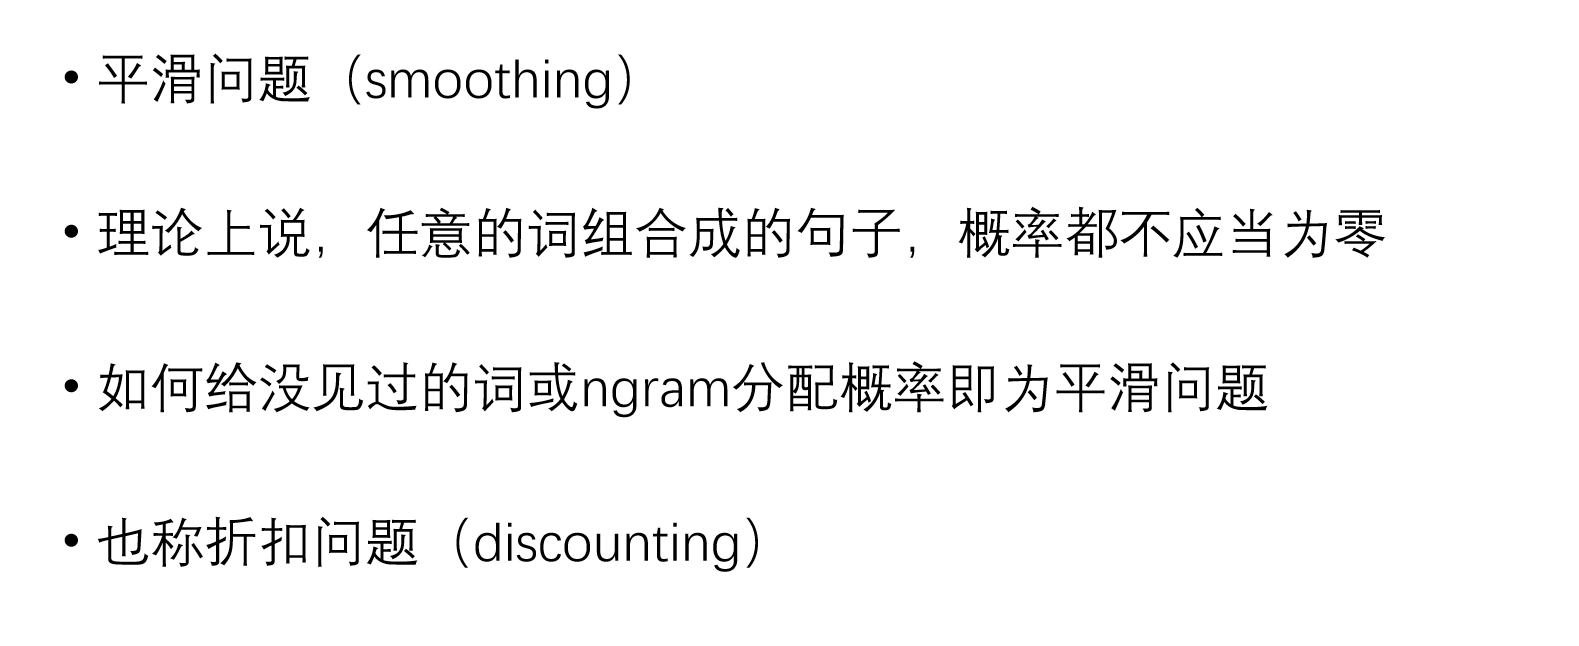 • 平滑问题（smoothing）
• 理论上说，任意的词组合成的句子，概率都不应当为零
• 如何给没见过的词或ngram分配概率即为平滑问题
• 也称折扣问题（discounting）